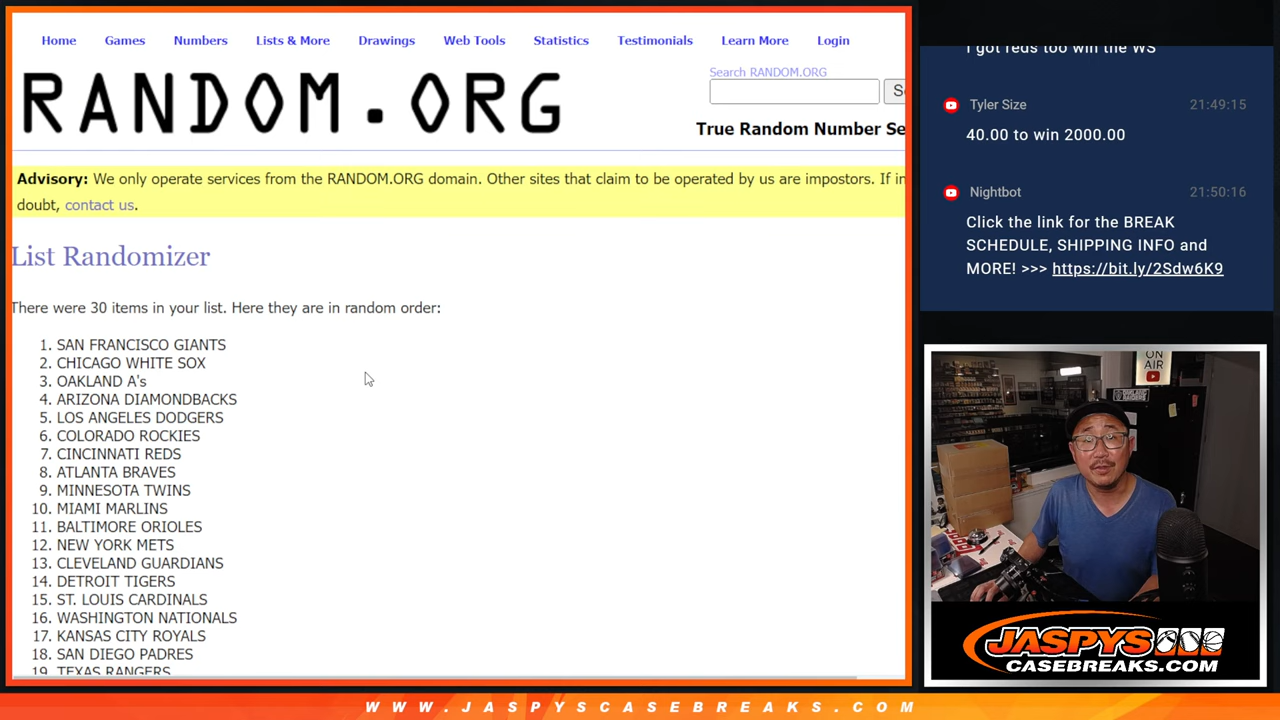 Home Games Numbers Lists & More Drawings Web Tools Statistics Testimonials Learn More Login
RANDOM.ORG
Search RANDOM.ORG
True Random Number Se
Advisory: We only operate services from the RANDOM.ORG domain. Other sites that claim to be operated by us are impostors. If in
doubt, contact us.
List Randomizer
There were 30 items in your list. Here they are in random order:
1. SAN FRANCISCO GIANTS
2. CHICAGO WHITE SOX
3. OAKLAND A's
4. ARIZONA DIAMONDBACKS
5. LOS ANGELES DODGERS
6. COLORADO ROCKIES
7. CINCINNATI REDS
8. ATLANTA BRAVES
9. MINNESOTA TWINS
10. MIAMI MARLINS
11. BALTIMORE ORIOLES
12. NEW YORK METS
13. CLEVELAND GUARDIANS
14. DETROIT TIGERS
15. ST. LOUIS CARDINALS
16. WASHINGTON NATIONALS
17. KANSAS CITY ROYALS
18. SAN DIEGO PADRES
19. TEXAS RANGERS
I got reds too win the WS
Tyler Size 21:49:15
40.00 to win 2000.00
Nightbot 21:50:16
Click the link for the BREAK
SCHEDULE, SHIPPING INFO and
MORE! >>> https://bit.ly/2Sdw6K9
ON
AIR
JASPYS
CASEBREAKS.COM
WWW.JASPYSCASEBREAKS.COM